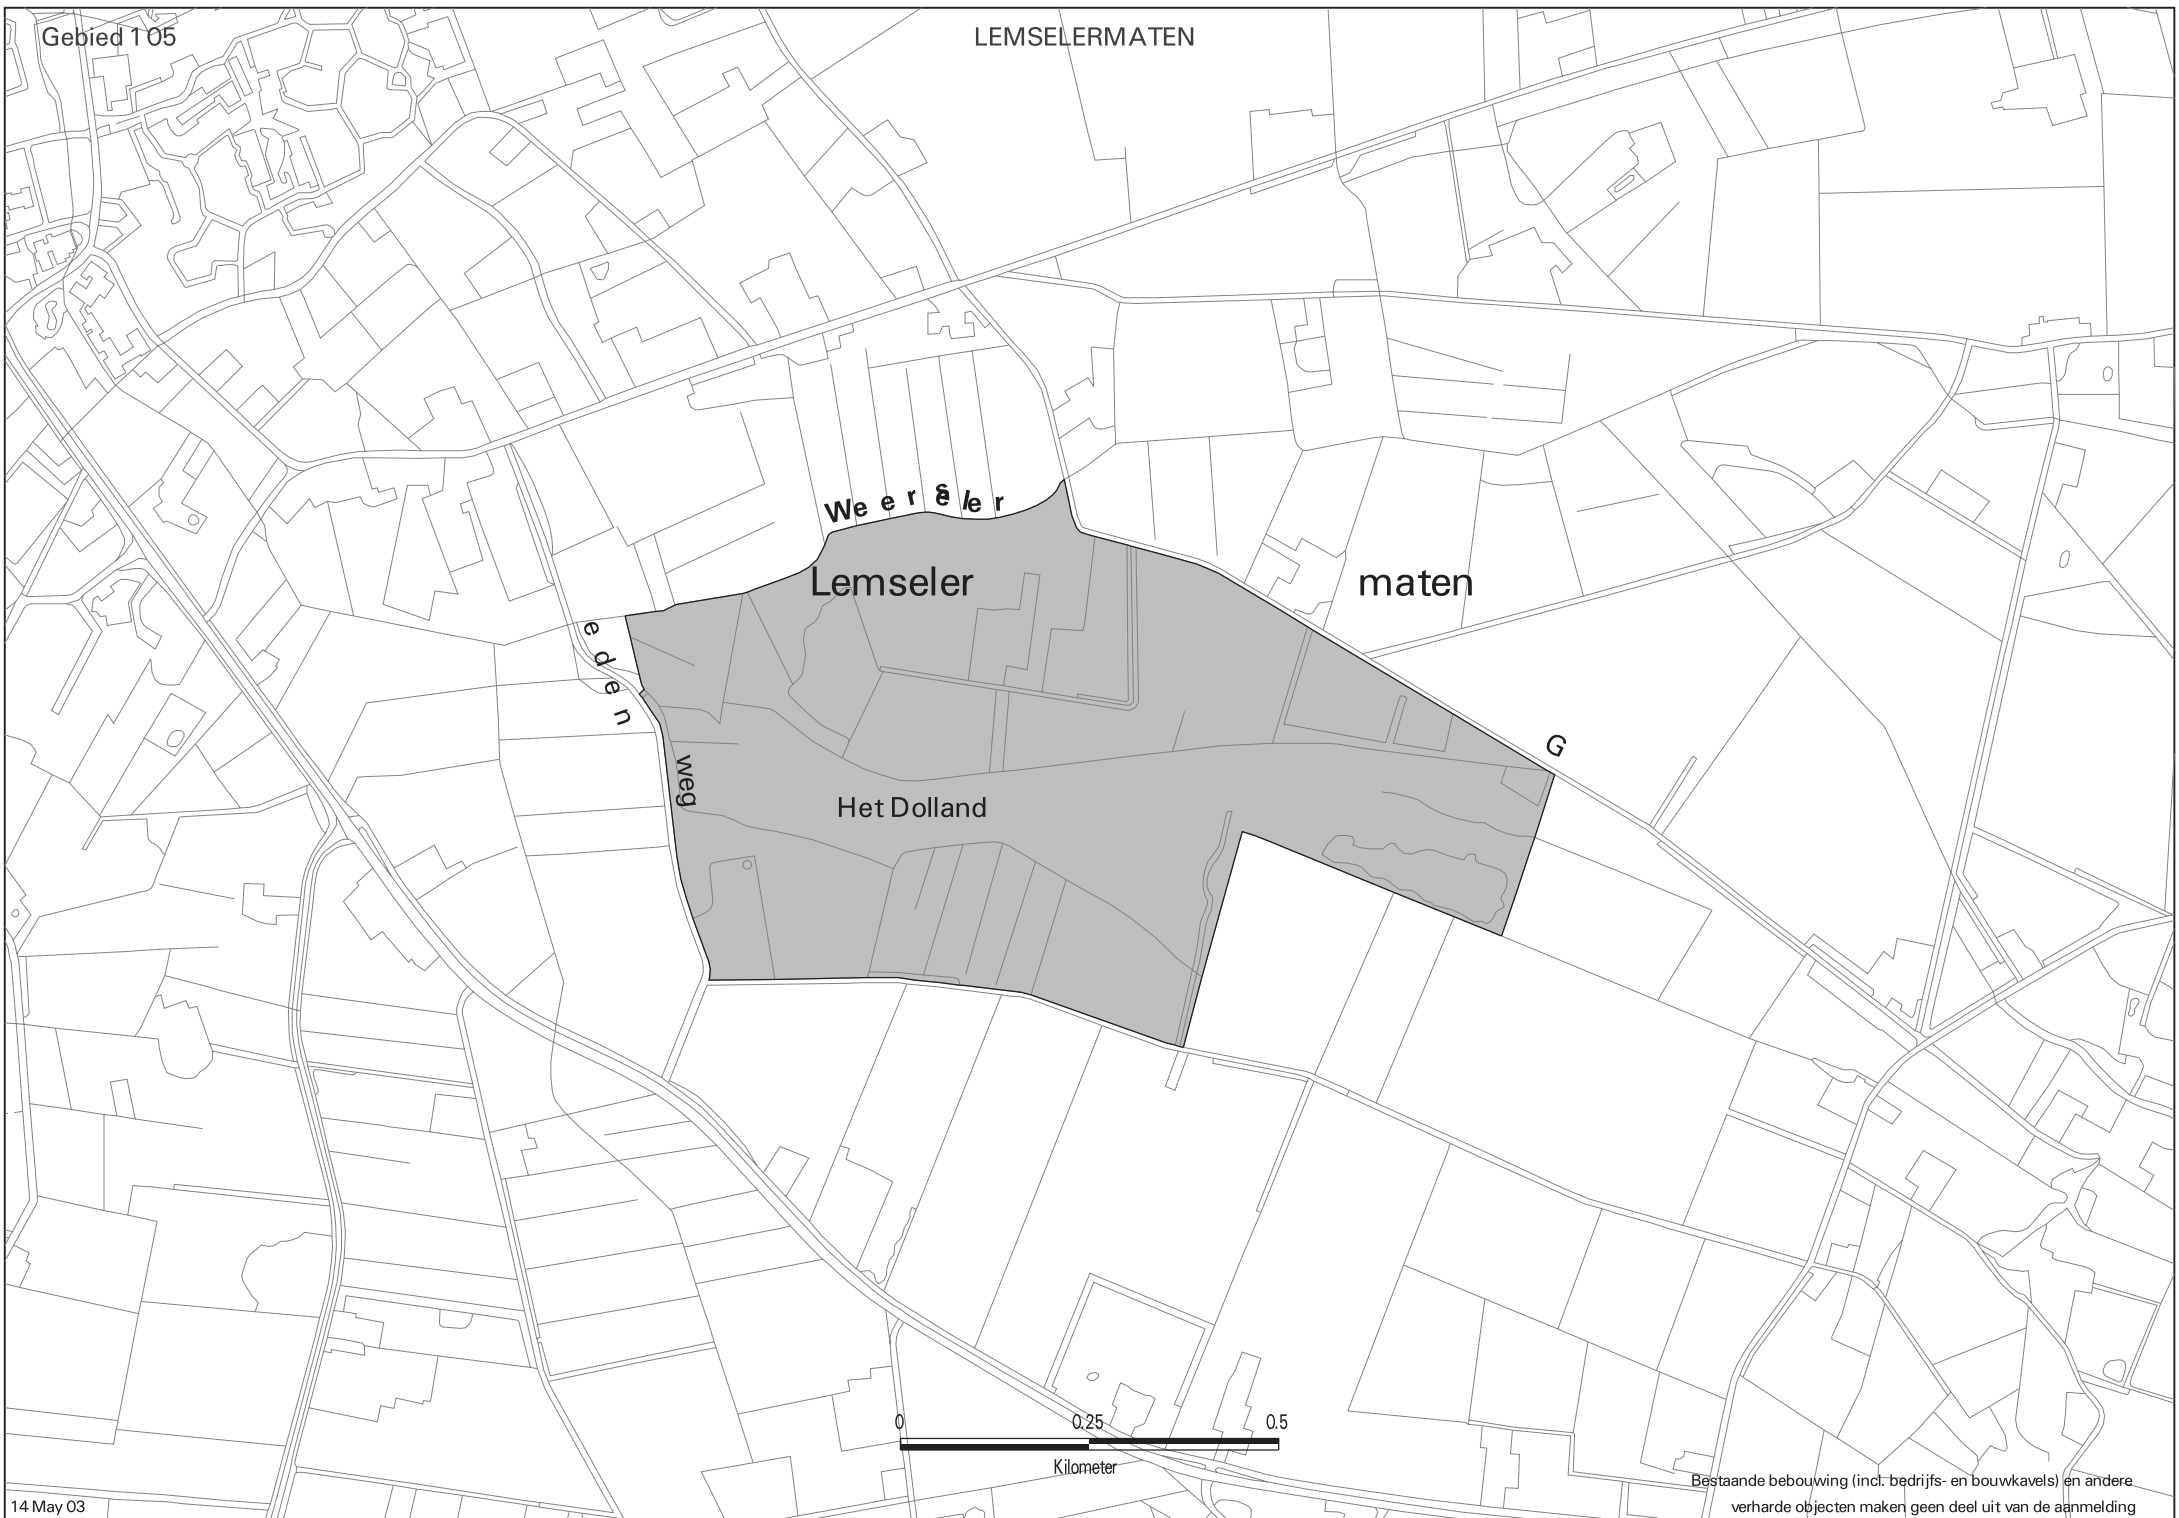 Gebied 105
LEMSELERMATEN
Weerseler
Lemseler
maten
eden
weg
G
Het Dolland
0 0.25 0.5
Kilometer
14 May 03
Bestaande bebouwing (incl. bedrijfs- en bouwkavels) en andere
verharde objecten maken geen deel uit van de aanmelding